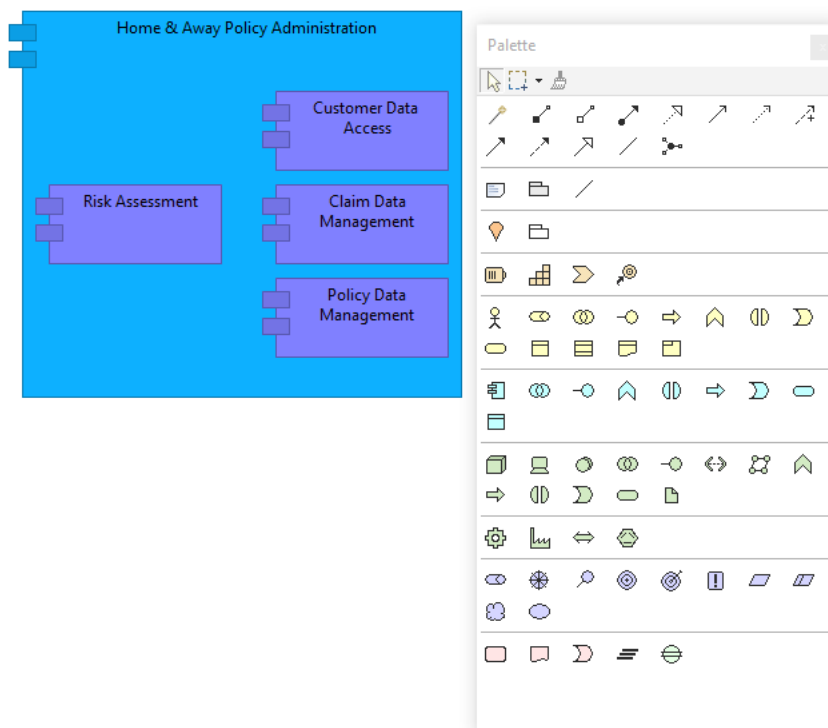 Home & Away Policy Administration
Palette
Customer Data
Access
Risk Assessment
Claim Data
Management
Policy Data
Management